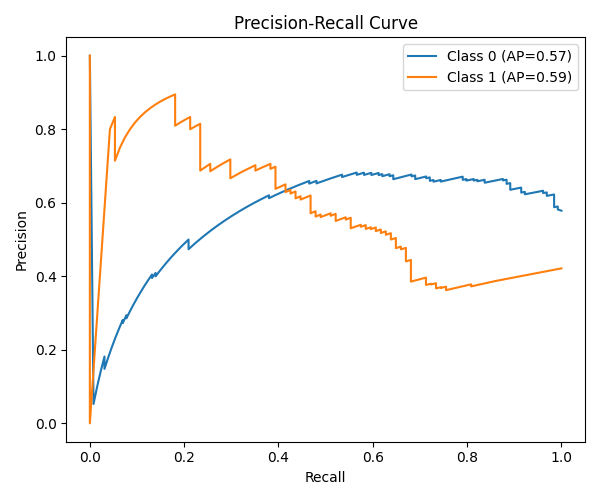 Precision-Recall Curve
Class 0 (AP=0.57)
Class 1 (AP=0.59)
Precision
1.0
0.8
0.6
0.4
0.2
0.0
0.0 0.2 0.4 0.6 0.8 1.0
Recall